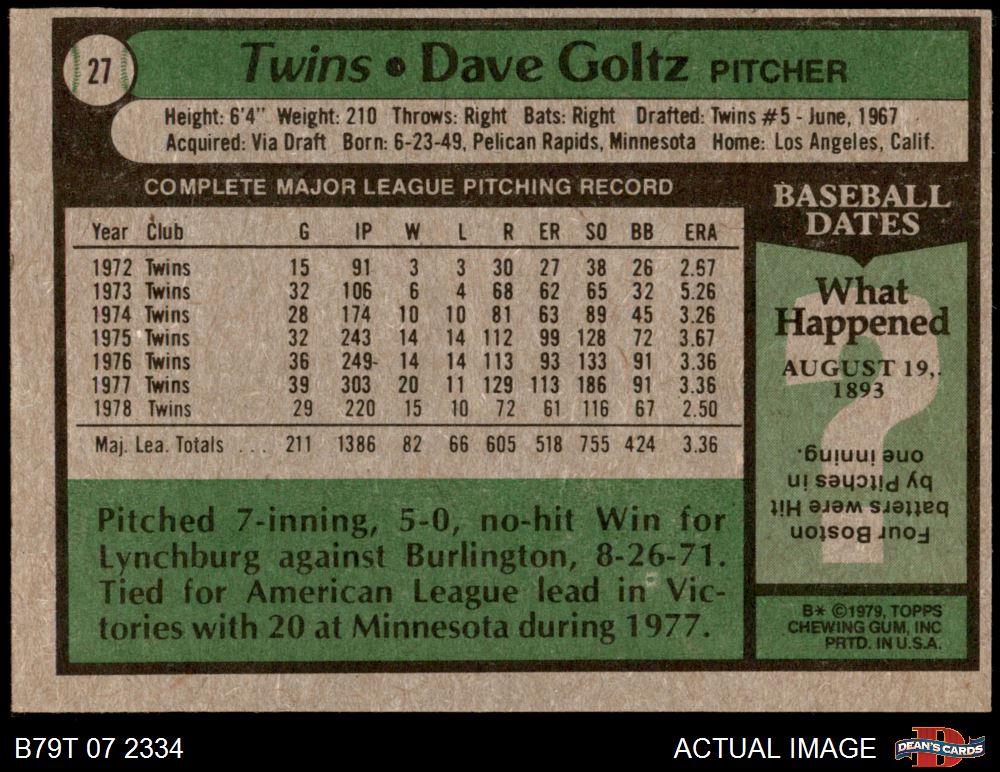 27
Twins • Dave Goltz PITCHER
Height: 6'4" Weight: 210 Throws: Right Bats: Right Drafted: Twins #5 - June, 1967
Acquired: Via Draft Born: 6-23-49, Pelican Rapids, Minnesota Home: Los Angeles, Calif.
COMPLETE MAJOR LEAGUE PITCHING RECORD
Year Club G IP W L R ER SO BB ERA
1972 Twins 15 91 3 3 30 27 38 26 2.67
1973 Twins 32 106 6 4 68 62 65 32 5.26
1974 Twins 28 174 10 10 81 63 89 45 3.26
1975 Twins 32 243 14 14 112 99 128 72 3.67
1976 Twins 36 249 14 14 113 93 133 91 3.36
1977 Twins 39 303 20 11 129 113 186 91 3.36
1978 Twins 29 220 15 10 72 61 116 67 2.50
Maj. Lea. Totals ... 211 1386 82 66 605 518 755 424 3.36
Pitched 7-inning, 5-0, no-hit Win for
Lynchburg against Burlington, 8-26-71.
Tied for American League lead in Vic-
tories with 20 at Minnesota during 1977.
BASEBALL
DATES
What
Happened
AUGUST 19,.
1893
Four Boston
batters were Hit
by Pitches in
one inning.
B* ©1979, TOPPS
CHEWING GUM, INC
PRTD. IN U.S.A.
B79T 07 2334
ACTUAL IMAGE
D
DEAN'S CARDS